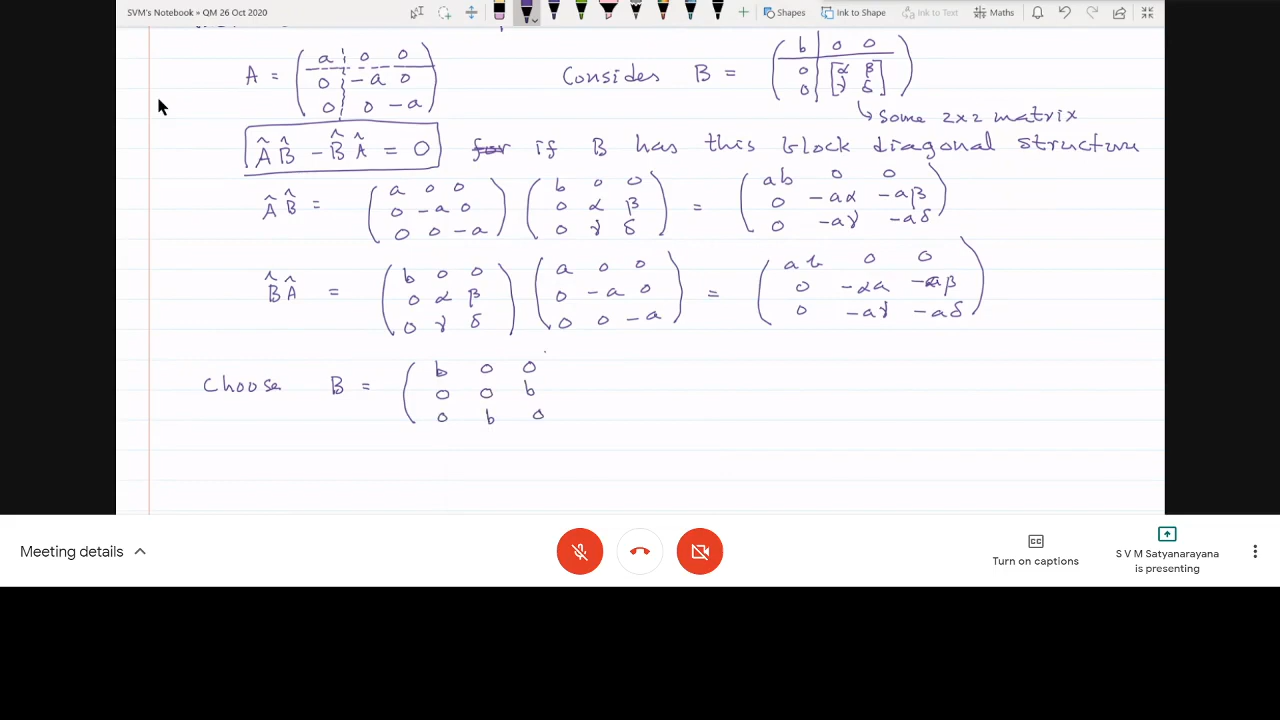 SVM's Notebook » QM 26 Oct 2020
Shapes Ink to Shape Ink to Text Maths
A = ( a 0 0 ; 0 -a 0 ; 0 0 -a ) Consider B = ( b 0 0 ; 0 [ α β ; 0 γ δ ] )
↳ Some 2x2 matrix
ÂB̂ - B̂Â = 0 for if B has this block diagonal structure
ÂB̂ = ( a 0 0 ; 0 -a 0 ; 0 0 -a ) ( b 0 0 ; 0 α β ; 0 γ δ ) = ( ab 0 0 ; 0 -aα -aβ ; 0 -aγ -aδ )
B̂Â = ( b 0 0 ; 0 α β ; 0 γ δ ) ( a 0 0 ; 0 -a 0 ; 0 0 -a ) = ( ab 0 0 ; 0 -αa -aβ ; 0 -aγ -aδ )
Choose B = ( b 0 0 ; 0 0 b ; 0 b 0
Meeting details
Turn on captions
S V M Satyanarayana
is presenting